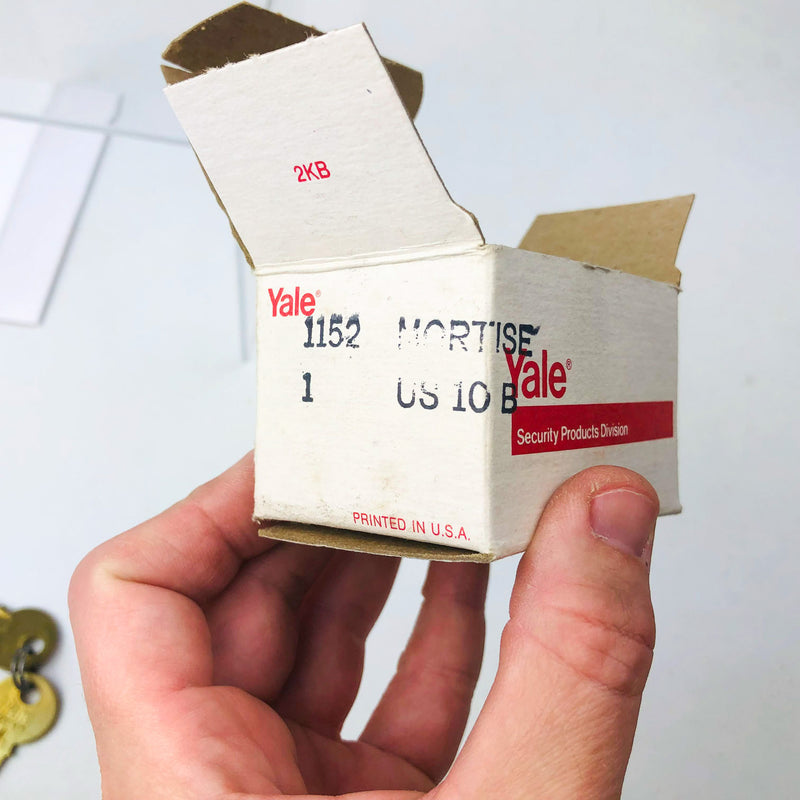 2KB
Yale®
1152 MORTISE
1 US 10 B
PRINTED IN U.S.A.
Yale®
Security Products Division